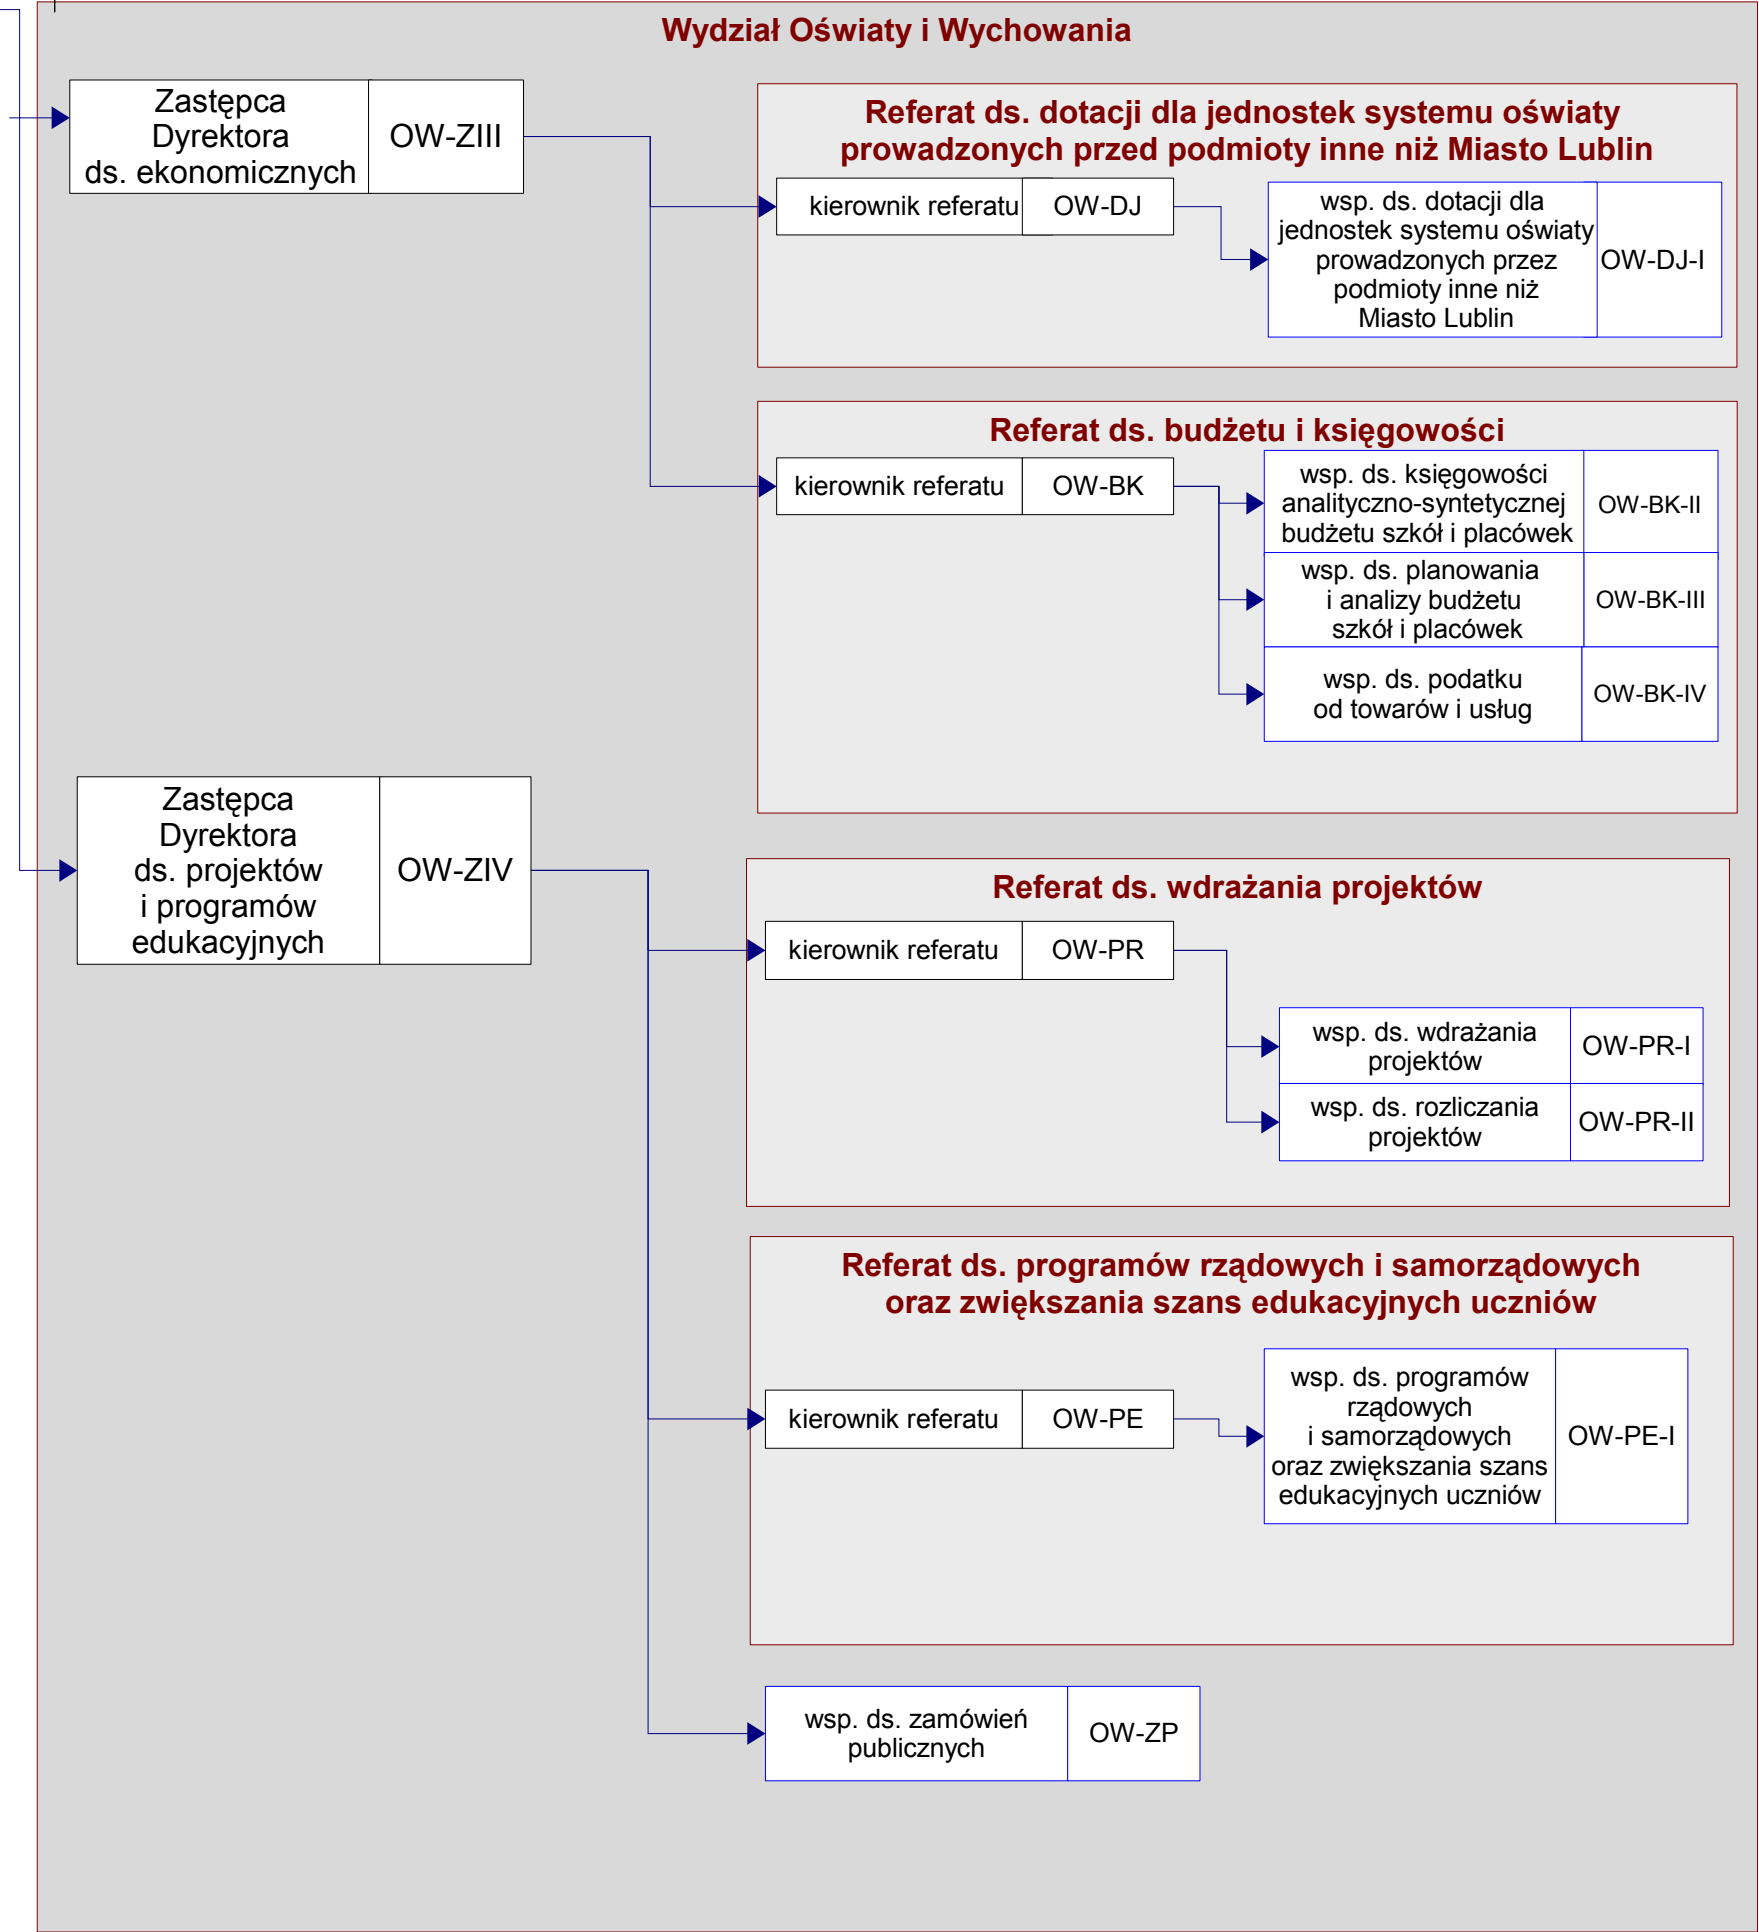 Wydział Oświaty i Wychowania
Zastępca
Dyrektora
ds. ekonomicznych
OW-ZIII
Referat ds. dotacji dla jednostek systemu oświaty
prowadzonych przed podmioty inne niż Miasto Lublin
kierownik referatu
OW-DJ
wsp. ds. dotacji dla
jednostek systemu oświaty
prowadzonych przez
podmioty inne niż
Miasto Lublin
OW-DJ-I
Referat ds. budżetu i księgowości
kierownik referatu
OW-BK
wsp. ds. księgowości
analityczno-syntetycznej
budżetu szkół i placówek
OW-BK-II
wsp. ds. planowania
i analizy budżetu
szkół i placówek
OW-BK-III
wsp. ds. podatku
od towarów i usług
OW-BK-IV
Zastępca
Dyrektora
ds. projektów
i programów
edukacyjnych
OW-ZIV
Referat ds. wdrażania projektów
kierownik referatu
OW-PR
wsp. ds. wdrażania
projektów
OW-PR-I
wsp. ds. rozliczania
projektów
OW-PR-II
Referat ds. programów rządowych i samorządowych
oraz zwiększania szans edukacyjnych uczniów
kierownik referatu
OW-PE
wsp. ds. programów
rządowych
i samorządowych
oraz zwiększania szans
edukacyjnych uczniów
OW-PE-I
wsp. ds. zamówień
publicznych
OW-ZP